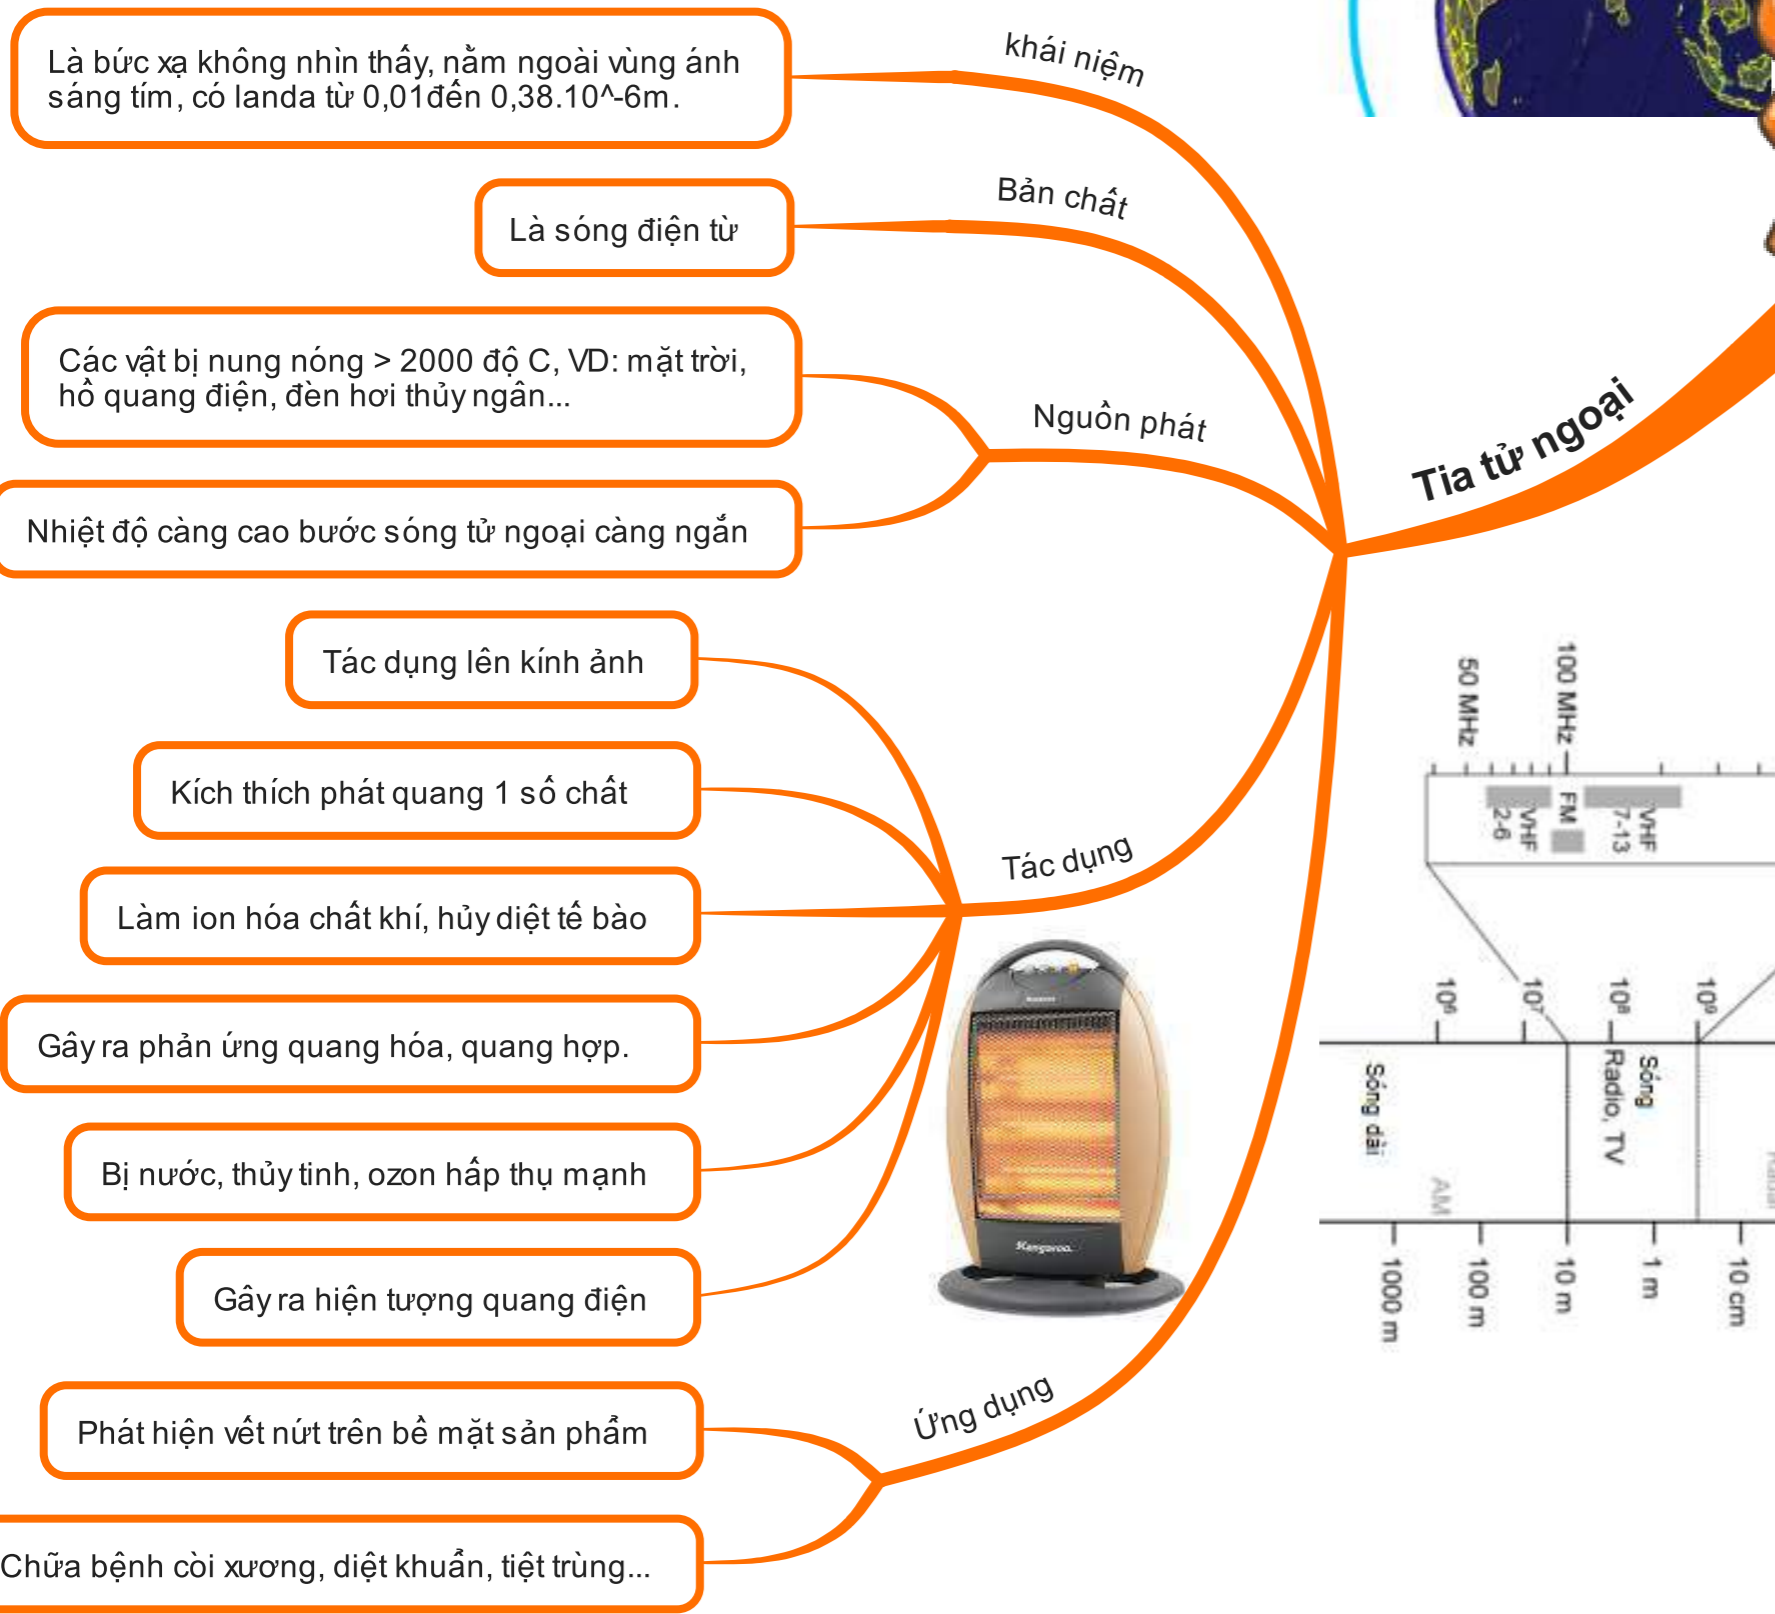 Tia tử ngoại
khái niệm
Là bức xạ không nhìn thấy, nằm ngoài vùng ánh
sáng tím, có landa từ 0,01đến 0,38.10^-6m.
Bản chất
Là sóng điện từ
Nguồn phát
Các vật bị nung nóng > 2000 độ C, VD: mặt trời,
hồ quang điện, đèn hơi thủy ngân...
Nhiệt độ càng cao bước sóng tử ngoại càng ngắn
Tác dụng
Tác dụng lên kính ảnh
Kích thích phát quang 1 số chất
Làm ion hóa chất khí, hủy diệt tế bào
Gây ra phản ứng quang hóa, quang hợp.
Bị nước, thủy tinh, ozon hấp thụ mạnh
Gây ra hiện tượng quang điện
Kangaroo
Ứng dụng
Phát hiện vết nứt trên bề mặt sản phẩm
Chữa bệnh còi xương, diệt khuẩn, tiệt trùng...
50 MHz
100 MHz
VHF
2-6
FM
VHF
7-13
10⁶
10⁷
10⁸
10⁹
Sóng dài
AM
Sóng
Radio, TV
1000 m
100 m
10 m
1 m
10 cm